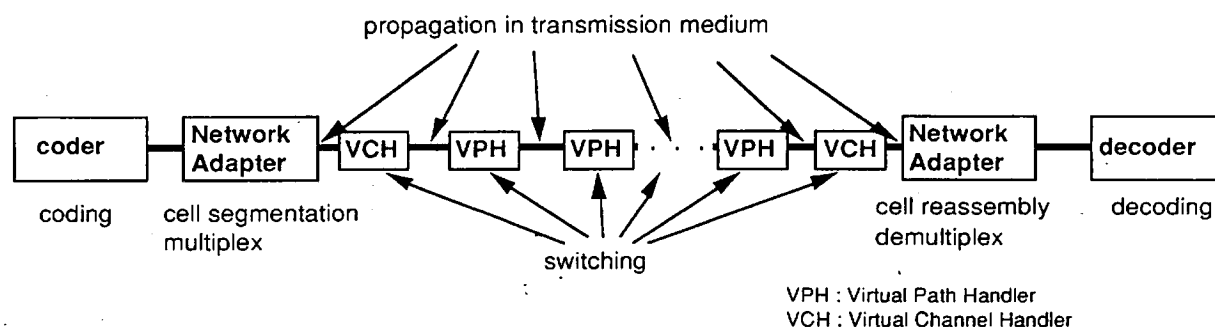 propagation in transmission medium
coder
Network
Adapter
VCH
VPH
VPH
VPH
VCH
Network
Adapter
decoder
coding
cell segmentation
multiplex
cell reassembly
demultiplex
decoding
switching
VPH : Virtual Path Handler
VCH : Virtual Channel Handler